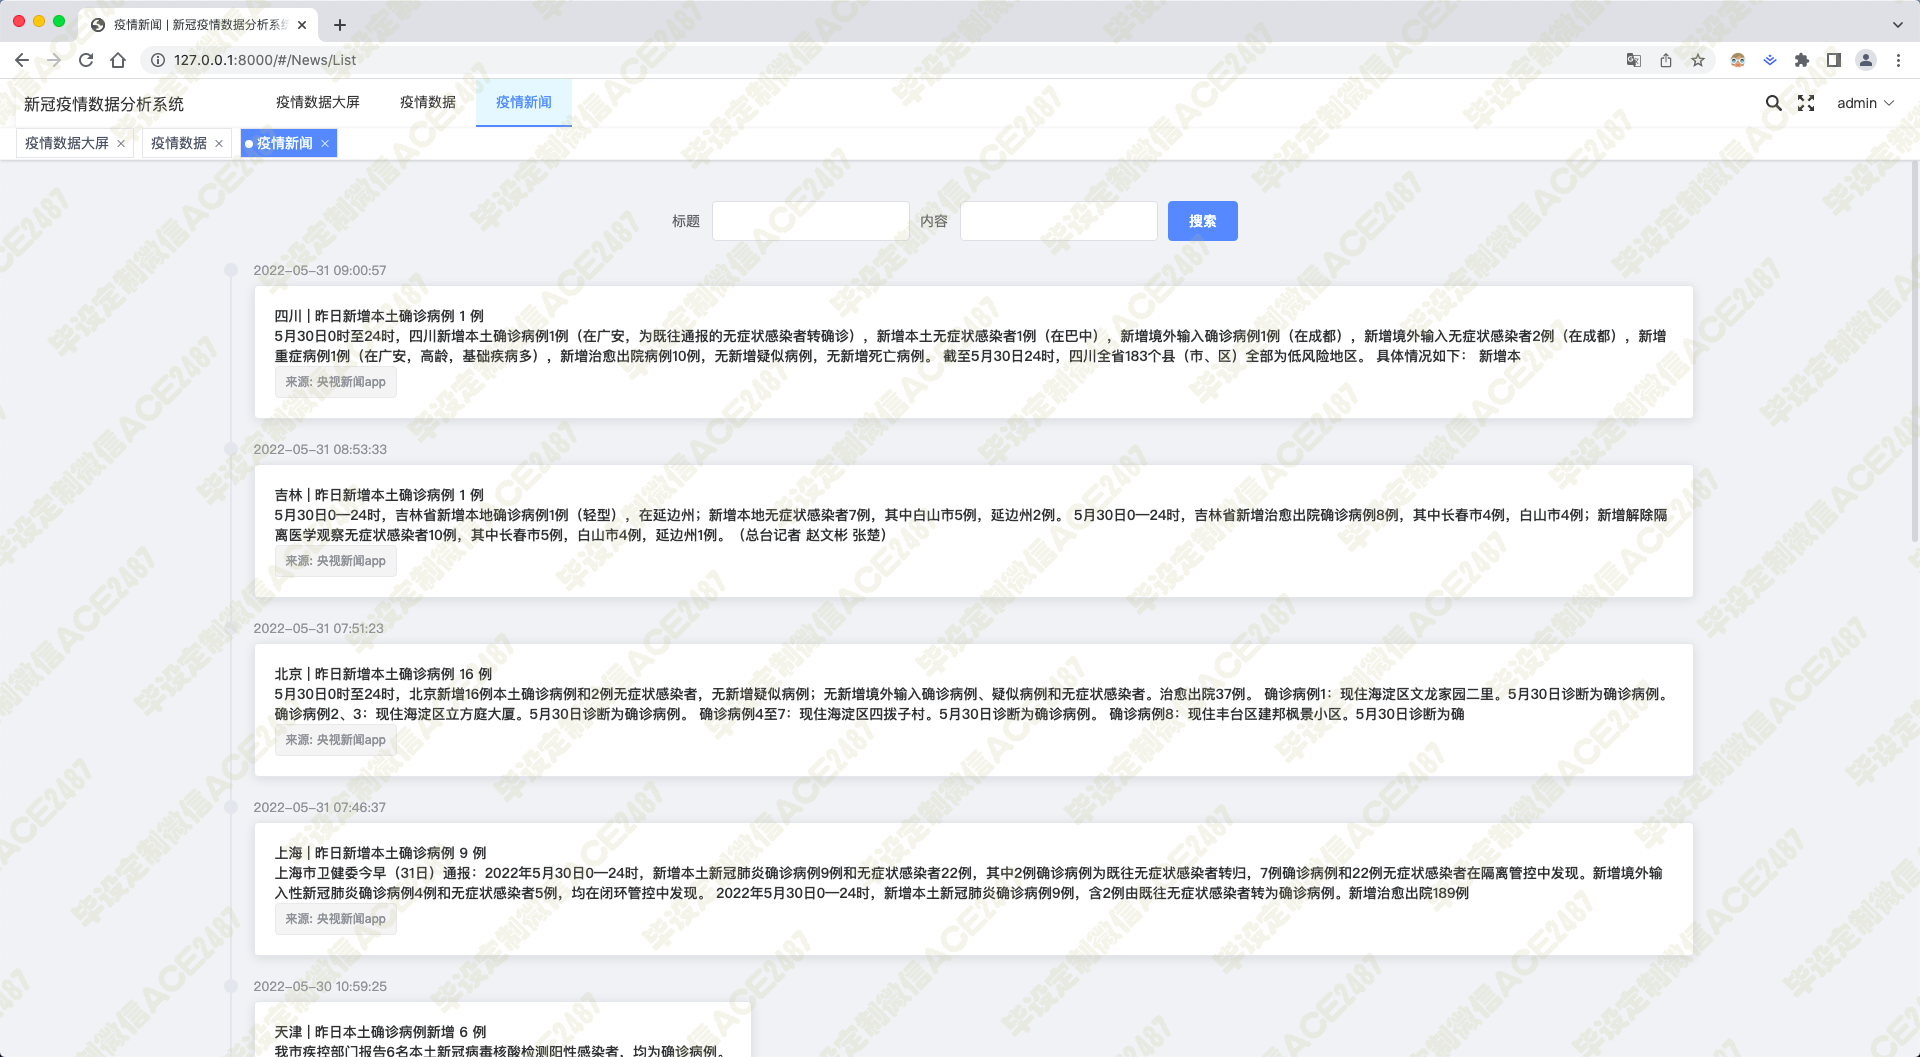 疫情新闻 | 新冠疫情数据分析系统
127.0.0.1:8000/#/News/List
新冠疫情数据分析系统
疫情数据大屏
疫情数据
疫情新闻
admin
疫情数据大屏
疫情数据
疫情新闻
标题
内容
搜索
2022-05-31 09:00:57
四川 | 昨日新增本土确诊病例 1 例
5月30日0时至24时，四川新增本土确诊病例1例（在广安，为既往通报的无症状感染者转确诊），新增本土无症状感染者1例（在巴中），新增境外输入确诊病例1例（在成都），新增境外输入无症状感染者2例（在成都），新增
重症病例1例（在广安，高龄，基础疾病多），新增治愈出院病例10例，无新增疑似病例，无新增死亡病例。 截至5月30日24时，四川全省183个县（市、区）全部为低风险地区。 具体情况如下： 新增本
来源: 央视新闻app
2022-05-31 08:53:33
吉林 | 昨日新增本土确诊病例 1 例
5月30日0—24时，吉林省新增本地确诊病例1例（轻型），在延边州；新增本地无症状感染者7例，其中白山市5例，延边州2例。 5月30日0—24时，吉林省新增治愈出院确诊病例8例，其中长春市4例，白山市4例；新增解除隔
离医学观察无症状感染者10例，其中长春市5例，白山市4例，延边州1例。（总台记者 赵文彬 张楚）
来源: 央视新闻app
2022-05-31 07:51:23
北京 | 昨日新增本土确诊病例 16 例
5月30日0时至24时，北京新增16例本土确诊病例和2例无症状感染者，无新增疑似病例；无新增境外输入确诊病例、疑似病例和无症状感染者。治愈出院37例。 确诊病例1：现住海淀区文龙家园二里。5月30日诊断为确诊病例。
确诊病例2、3：现住海淀区立方庭大厦。5月30日诊断为确诊病例。 确诊病例4至7：现住海淀区四拨子村。5月30日诊断为确诊病例。 确诊病例8：现住丰台区建邦枫景小区。5月30日诊断为确
来源: 央视新闻app
2022-05-31 07:46:37
上海 | 昨日新增本土确诊病例 9 例
上海市卫健委今早（31日）通报：2022年5月30日0—24时，新增本土新冠肺炎确诊病例9例和无症状感染者22例，其中2例确诊病例为既往无症状感染者转归，7例确诊病例和22例无症状感染者在隔离管控中发现。新增境外输
入性新冠肺炎确诊病例4例和无症状感染者5例，均在闭环管控中发现。 2022年5月30日0—24时，新增本土新冠肺炎确诊病例9例，含2例由既往无症状感染者转为确诊病例。新增治愈出院189例
来源: 央视新闻app
2022-05-30 10:59:25
天津 | 昨日本土确诊病例新增 6 例
我市疾控部门报告6名本土新冠病毒核酸检测阳性感染者，均为确诊病例。
毕设定制微信ACE2487